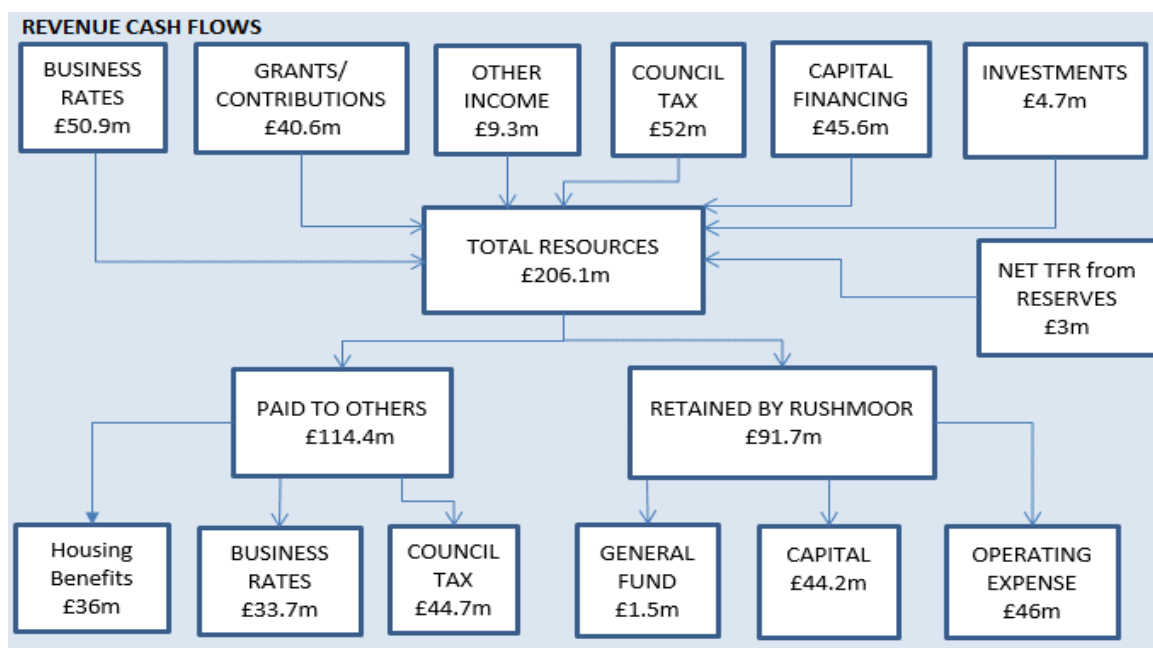 REVENUE CASH FLOWS
BUSINESS
RATES
£50.9m
GRANTS/
CONTRIBUTIONS
£40.6m
OTHER
INCOME
£9.3m
COUNCIL
TAX
£52m
CAPITAL
FINANCING
£45.6m
INVESTMENTS
£4.7m
TOTAL RESOURCES
£206.1m
NET TFR from
RESERVES
£3m
PAID TO OTHERS
£114.4m
RETAINED BY RUSHMOOR
£91.7m
Housing
Benefits
£36m
BUSINESS
RATES
£33.7m
COUNCIL
TAX
£44.7m
GENERAL
FUND
£1.5m
CAPITAL
£44.2m
OPERATING
EXPENSE
£46m